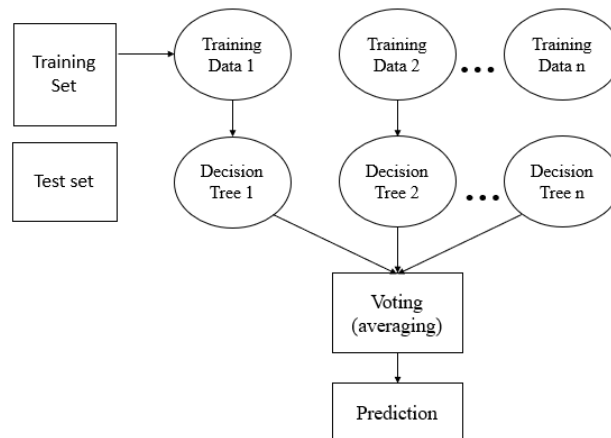 Training
Set
Training
Data 1
Training
Data 2
...
Training
Data n
Test set
Decision
Tree 1
Decision
Tree 2
...
Decision
Tree n
Voting
(averaging)
Prediction